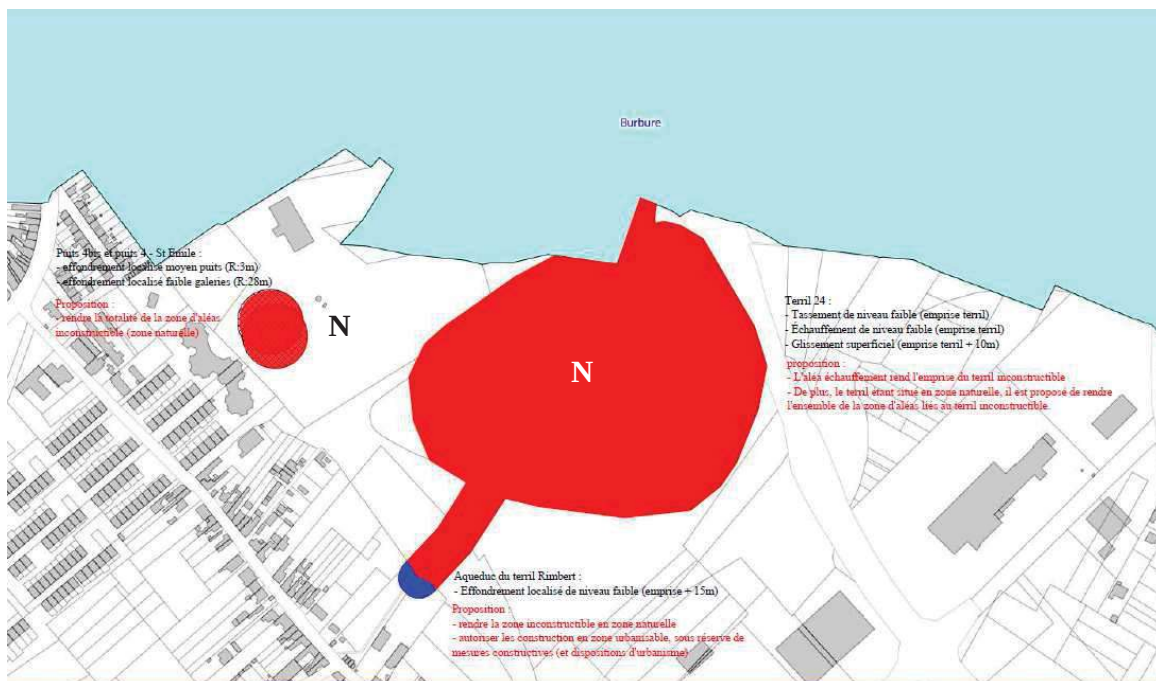 Burbure
Puits 4bis et puits 4 - St Emile :
- effondrement localisé moyen puits (R:3m)
- effondrement localisé faible galeries (R:28m)
Proposition :
- rendre la totalité de la zone d'aléas
inconstructible (zone naturelle)
N
N
Terril 24 :
- Tassement de niveau faible (emprise terril)
- Échauffement de niveau faible (emprise terril)
- Glissement superficiel (emprise terril + 10m)
proposition :
- L'aléa échauffement rend l'emprise du terril inconstructible
- De plus, le terril étant situé en zone naturelle, il est proposé de rendre
l'ensemble de la zone d'aléas liés au terril inconstructible.
Aqueduc du terril Rimbert :
- Effondrement localisé de niveau faible (emprise + 15m)
Proposition :
- rendre la zone inconstructible en zone naturelle
- autoriser les construction en zone urbanisable, sous réserve de
mesures constructives (et dispositions d'urbanisme)